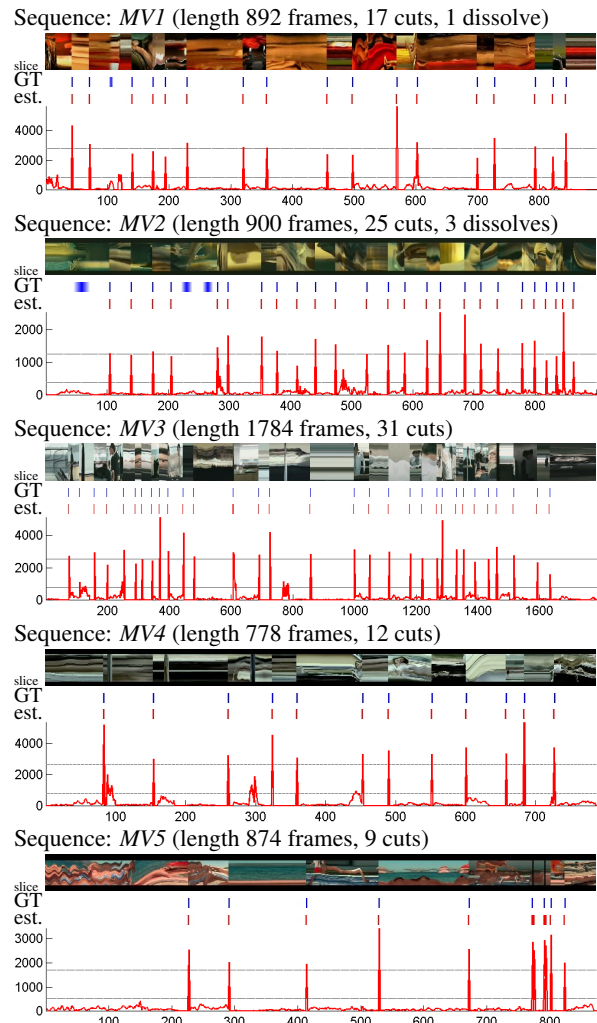 Sequence: MV1 (length 892 frames, 17 cuts, 1 dissolve)
slice
GT
est.
4000
2000
0
100 200 300 400 500 600 700 800
Sequence: MV2 (length 900 frames, 25 cuts, 3 dissolves)
slice
GT
est.
2000
1000
0
100 200 300 400 500 600 700 800
Sequence: MV3 (length 1784 frames, 31 cuts)
slice
GT
est.
4000
2000
0
200 400 600 800 1000 1200 1400 1600
Sequence: MV4 (length 778 frames, 12 cuts)
slice
GT
est.
4000
2000
0
100 200 300 400 500 600 700
Sequence: MV5 (length 874 frames, 9 cuts)
slice
GT
est.
3000
2000
1000
0
100 200 300 400 500 600 700 800